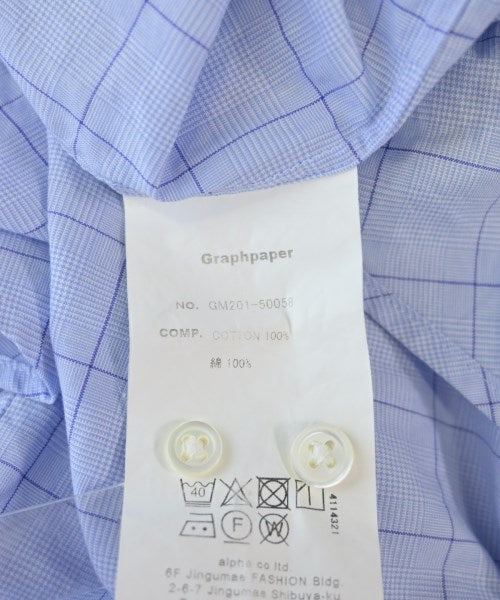 Graphpaper
NO. GM201-50058
COMP. COTTON 100%
綿 100%
40
F W
4114321
alpha co ltd.
6F Jingumae FASHION Bldg.
2-6-7 Jingumae Shibuya-ku